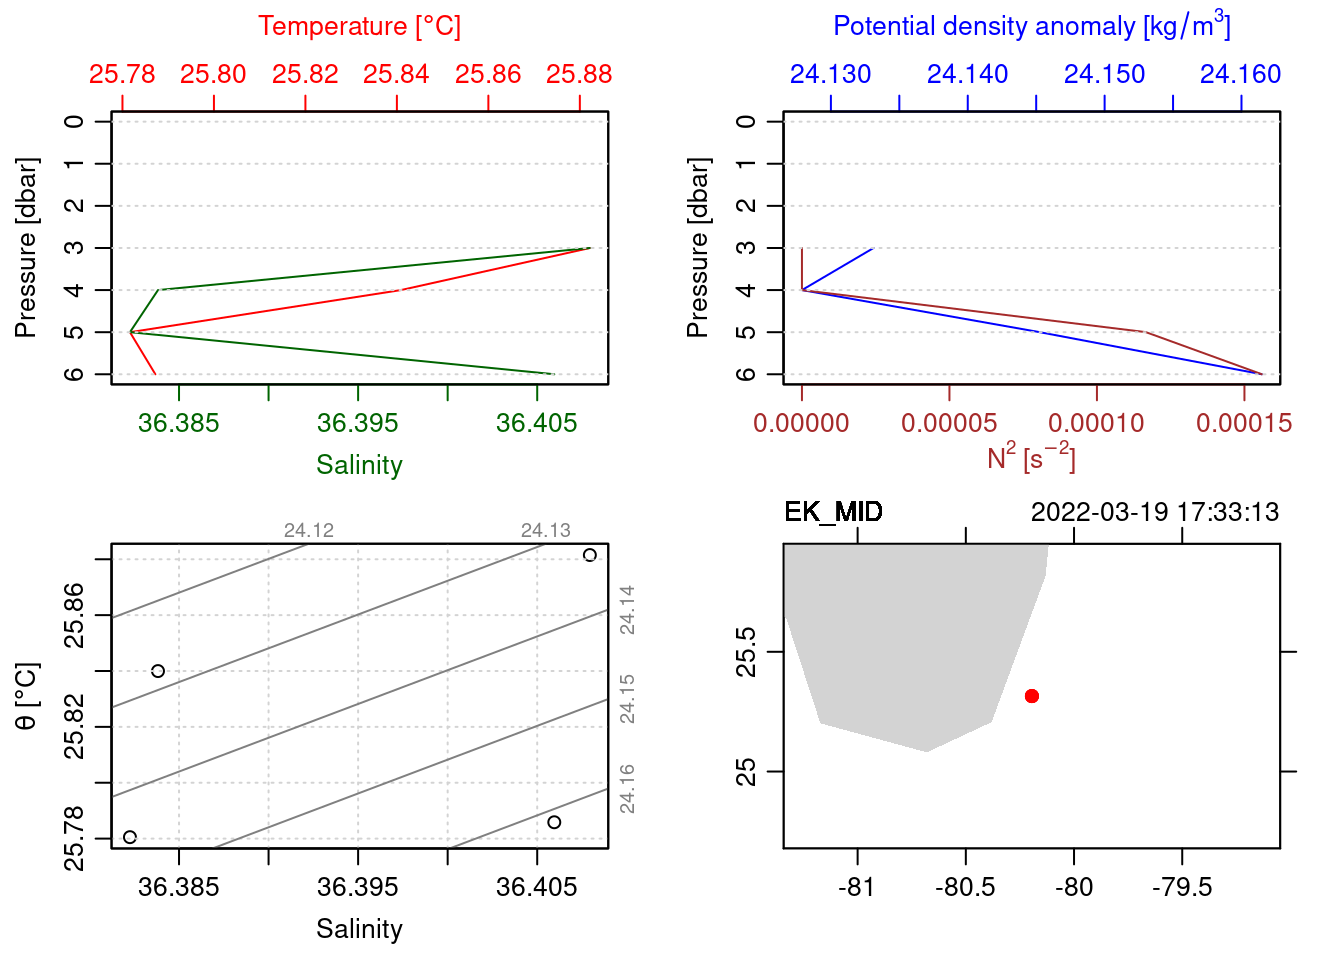 Temperature [°C]
25.78 25.80 25.82 25.84 25.86 25.88
Pressure [dbar]
0
1
2
3
4
5
6
36.385 36.395 36.405
Salinity
Potential density anomaly [kg/m³]
24.130 24.140 24.150 24.160
Pressure [dbar]
0
1
2
3
4
5
6
0.00000 0.00005 0.00010 0.00015
N² [s⁻²]
24.12 24.13
24.14
24.15
24.16
θ [°C]
25.86
25.82
25.78
36.385 36.395 36.405
Salinity
EK_MID 2022-03-19 17:33:13
25.5
25
-81 -80.5 -80 -79.5